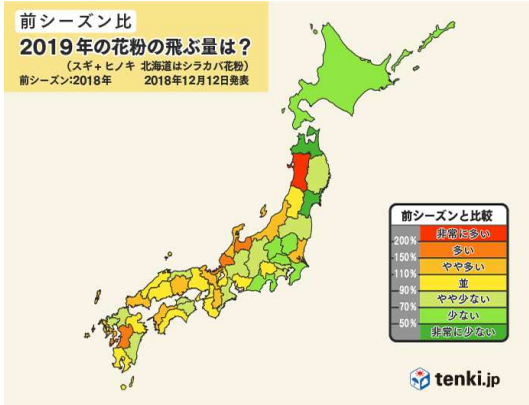 前シーズン比
2019年の花粉の飛ぶ量は？
（スギ+ヒノキ 北海道はシラカバ花粉）
前シーズン:2018年 2018年12月12日発表
前シーズンと比較
非常に多い
200%
多い
150%
やや多い
110%
並
90%
やや少ない
70%
少ない
50%
非常に少ない
tenki.jp